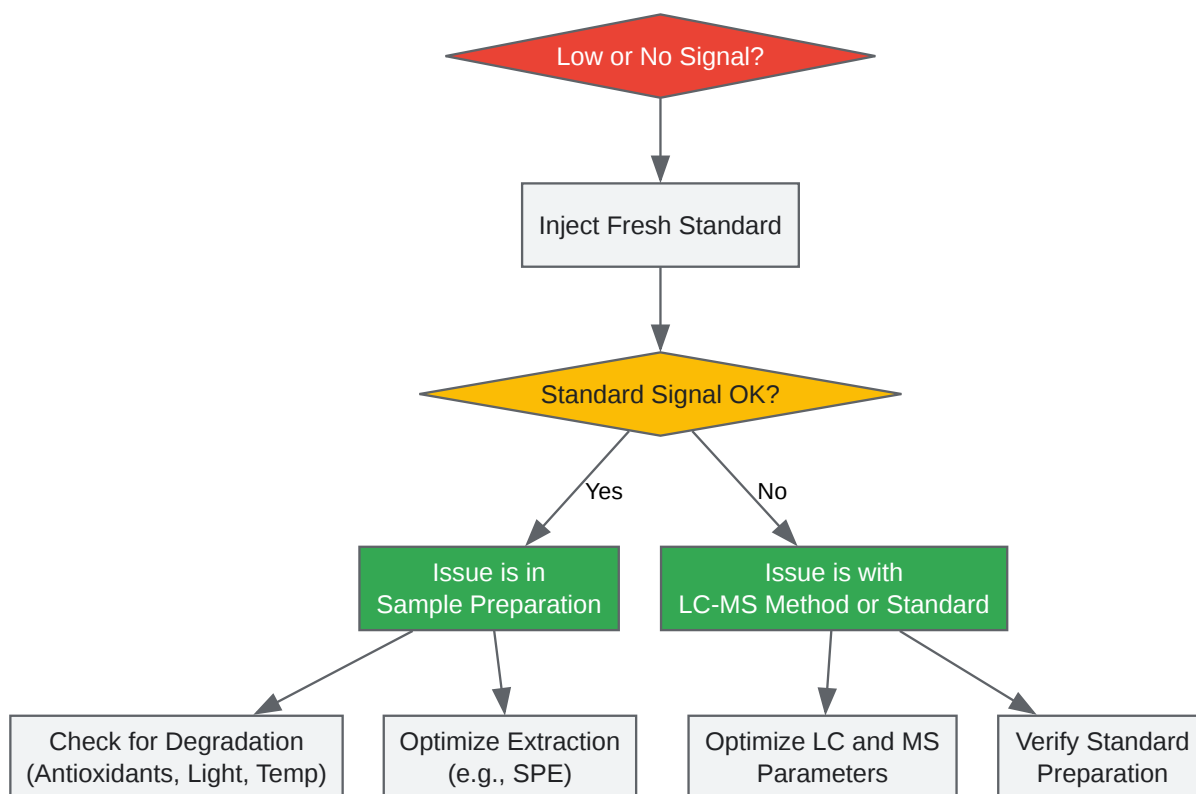 Low or No Signal?
Inject Fresh Standard
Standard Signal OK?
Yes
No
Issue is in
Sample Preparation
Issue is with
LC-MS Method or Standard
Check for Degradation
(Antioxidants, Light, Temp)
Optimize Extraction
(e.g., SPE)
Optimize LC and MS
Parameters
Verify Standard
Preparation